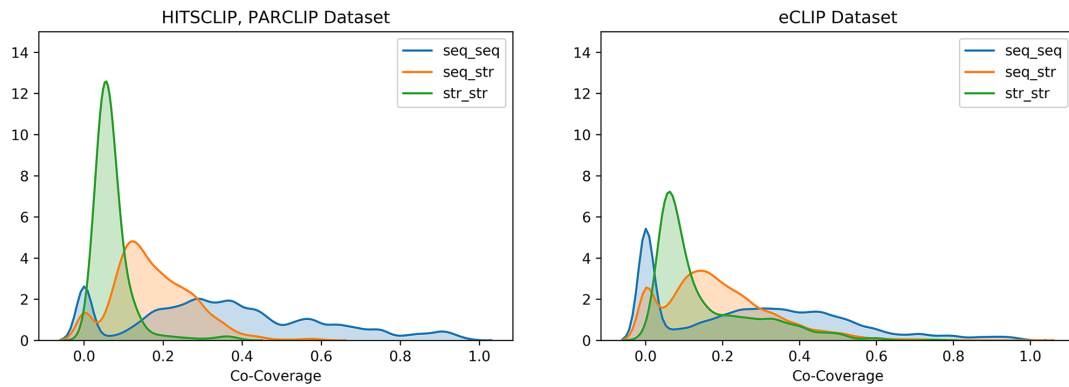 HITSCLIP, PARCLIP Dataset
14
12
10
8
6
4
2
0
0.0 0.2 0.4 0.6 0.8 1.0
Co-Coverage
seq_seq
seq_str
str_str
eCLIP Dataset
14
12
10
8
6
4
2
0
0.0 0.2 0.4 0.6 0.8 1.0
Co-Coverage
seq_seq
seq_str
str_str